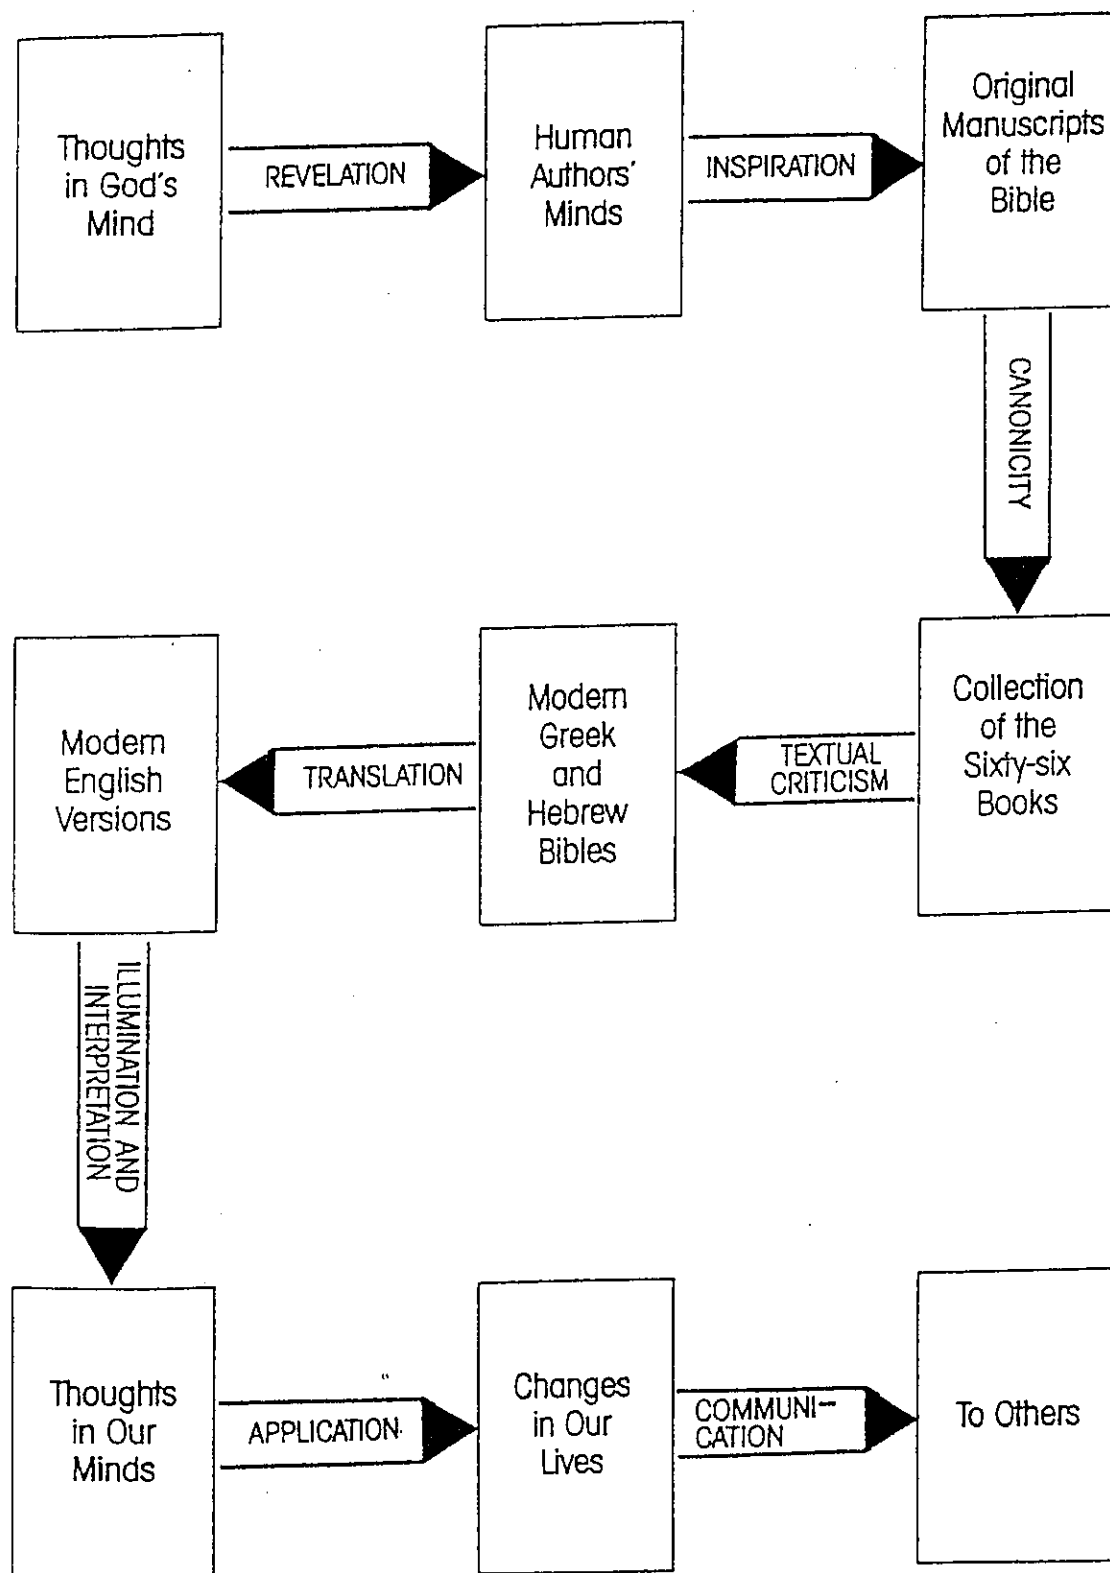 Thoughts
in God's
Mind
REVELATION
Human
Authors'
Minds
INSPIRATION
Original
Manuscripts
of the
Bible
CANONICITY
Collection
of the
Sixty-six
Books
TEXTUAL
CRITICISM
Modern
Greek
and
Hebrew
Bibles
TRANSLATION
Modern
English
Versions
ILLUMINATION AND
INTERPRETATION
Thoughts
in Our
Minds
APPLICATION
Changes
in Our
Lives
COMMUNI-
CATION
To Others